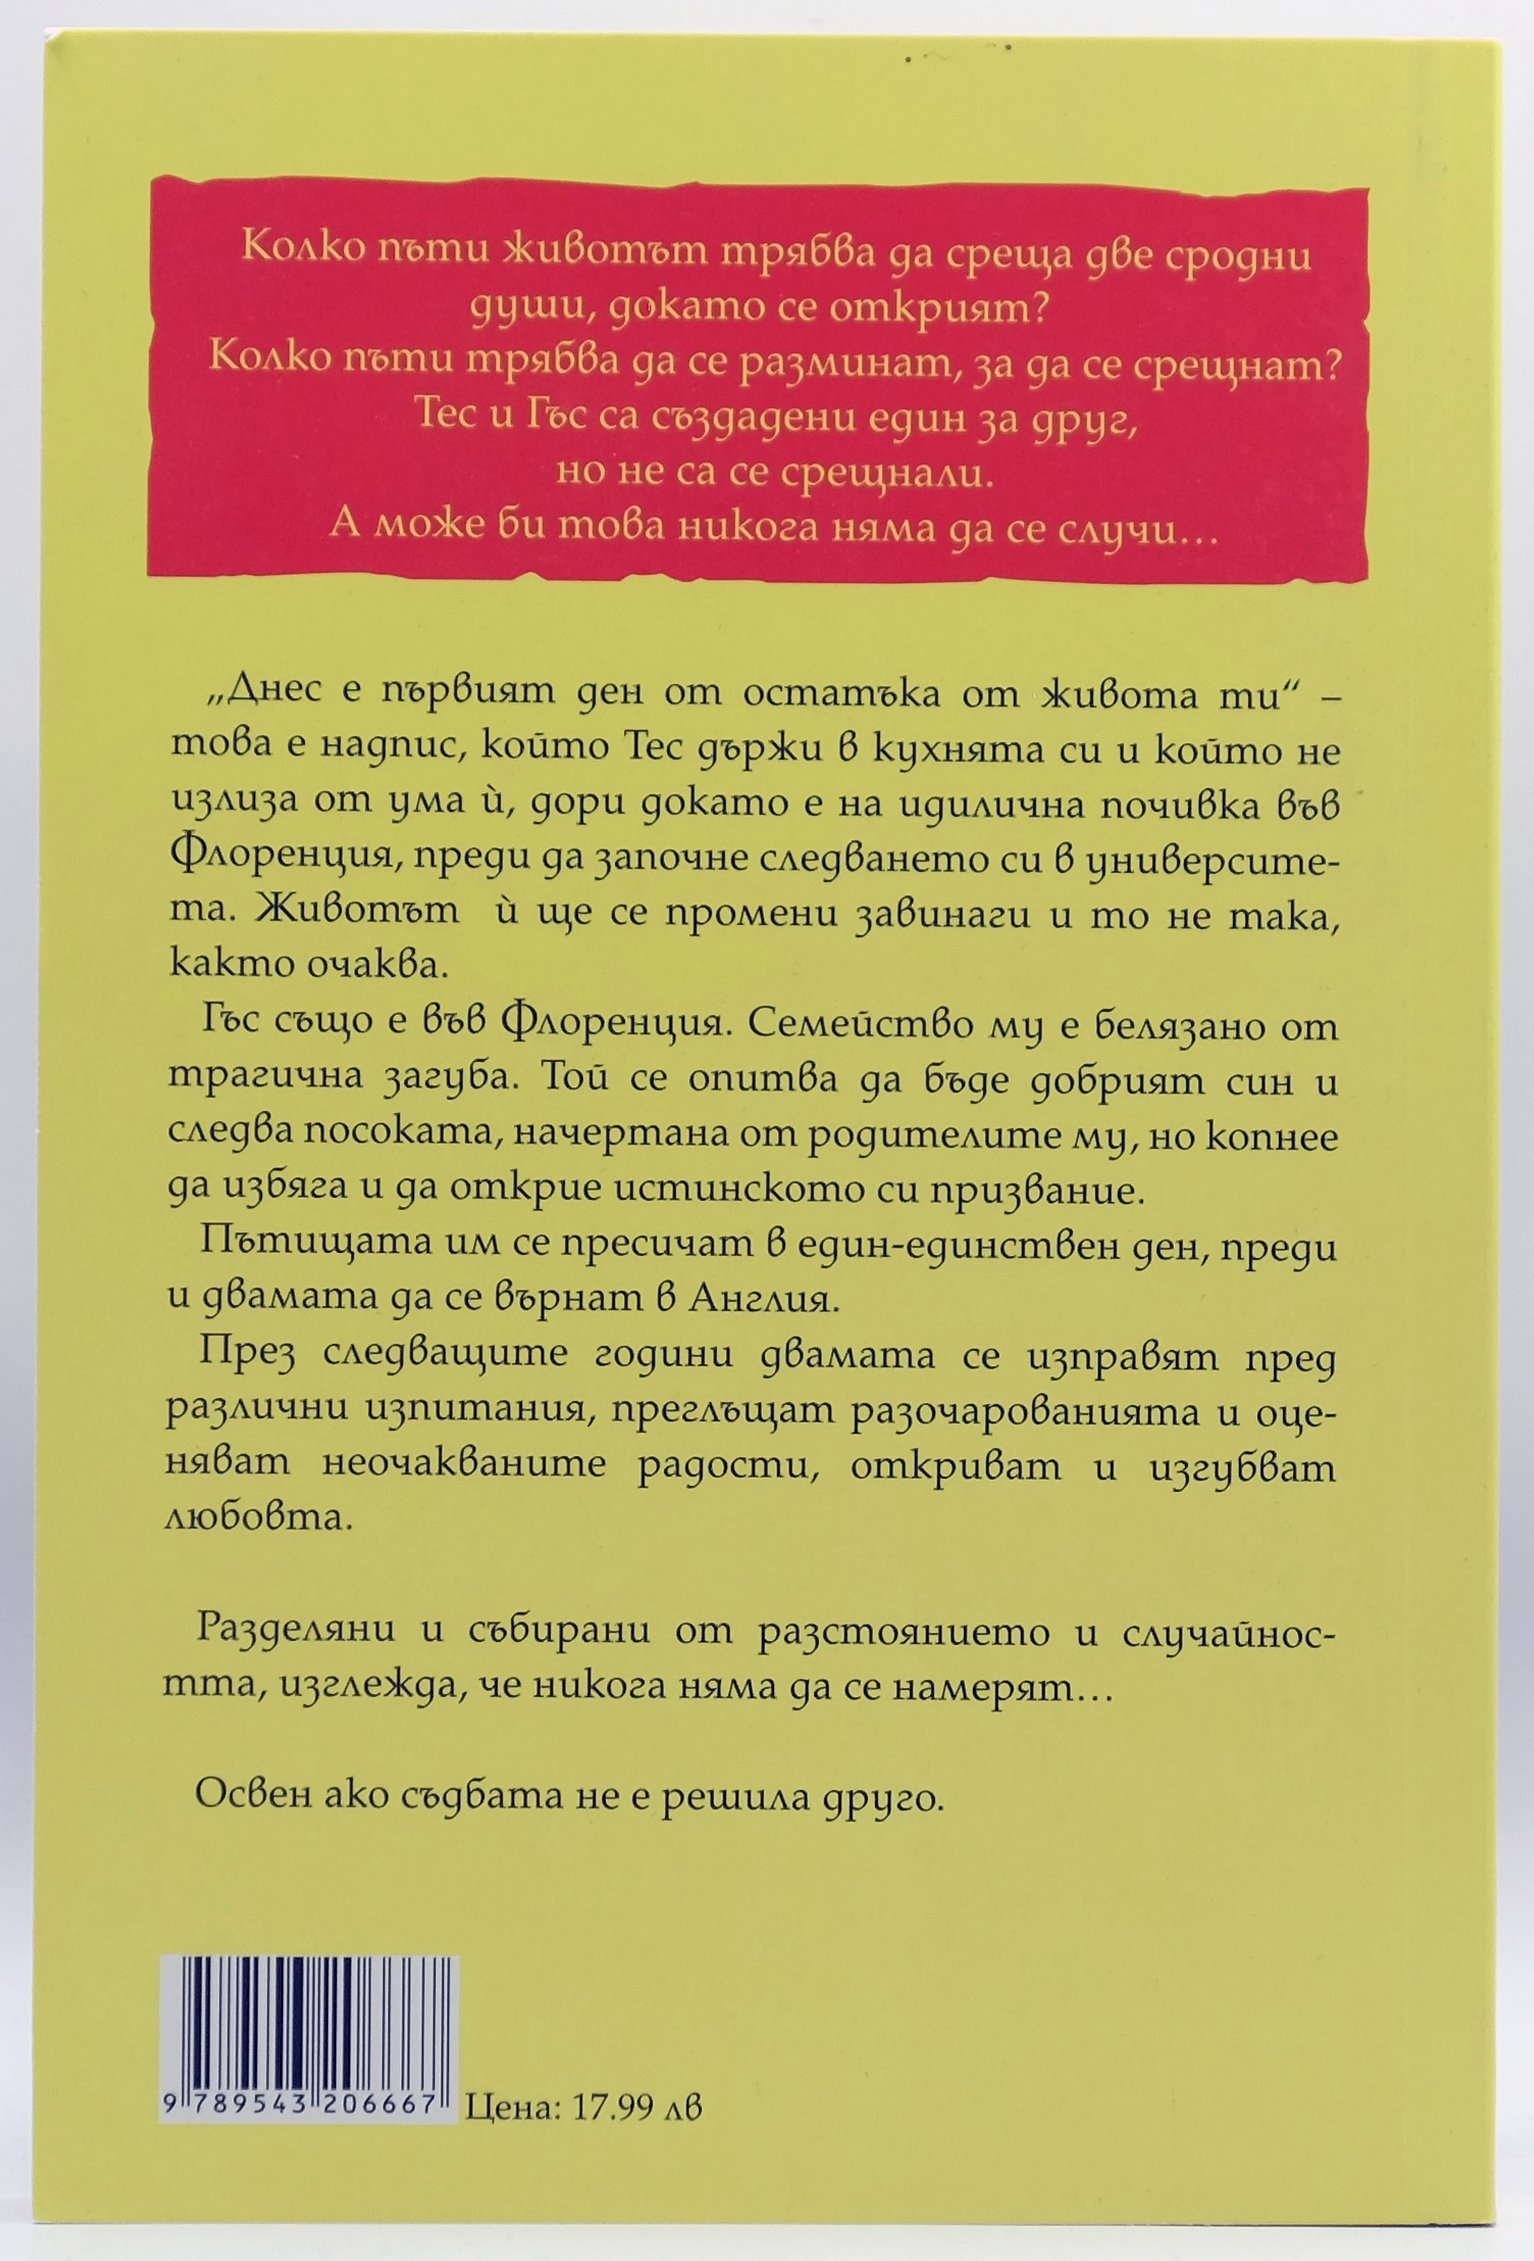 Колко пъти животът трябва да среща две сродни
души, докато се открият?
Колко пъти трябва да се разминат, за да се срещнат?
Тес и Гъс са създадени един за друг,
но не са се срещнали.
А може би това никога няма да се случи...
„Днес е първият ден от остатъка от живота ти“ –
това е надпис, който Тес държи в кухнята си и който не
излиза от ума ѝ, дори докато е на идилична почивка във
Флоренция, преди да започне следването си в университе-
та. Животът ѝ ще се промени завинаги и то не така,
както очаква.
Гъс също е във Флоренция. Семейство му е белязано от
трагична загуба. Той се опитва да бъде добрият син и
следва посоката, начертана от родителите му, но копнее
да избяга и да открие истинското си призвание.
Пътищата им се пресичат в един-единствен ден, преди
и двамата да се върнат в Англия.
През следващите години двамата се изправят пред
различни изпитания, преглъщат разочарованията и оце-
няват неочакваните радости, откриват и изгубват
любовта.
Разделяни и събирани от разстоянието и случайнос-
тта, изглежда, че никога няма да се намерят...
Освен ако съдбата не е решила друго.
9 789543 206667 Цена: 17.99 лв